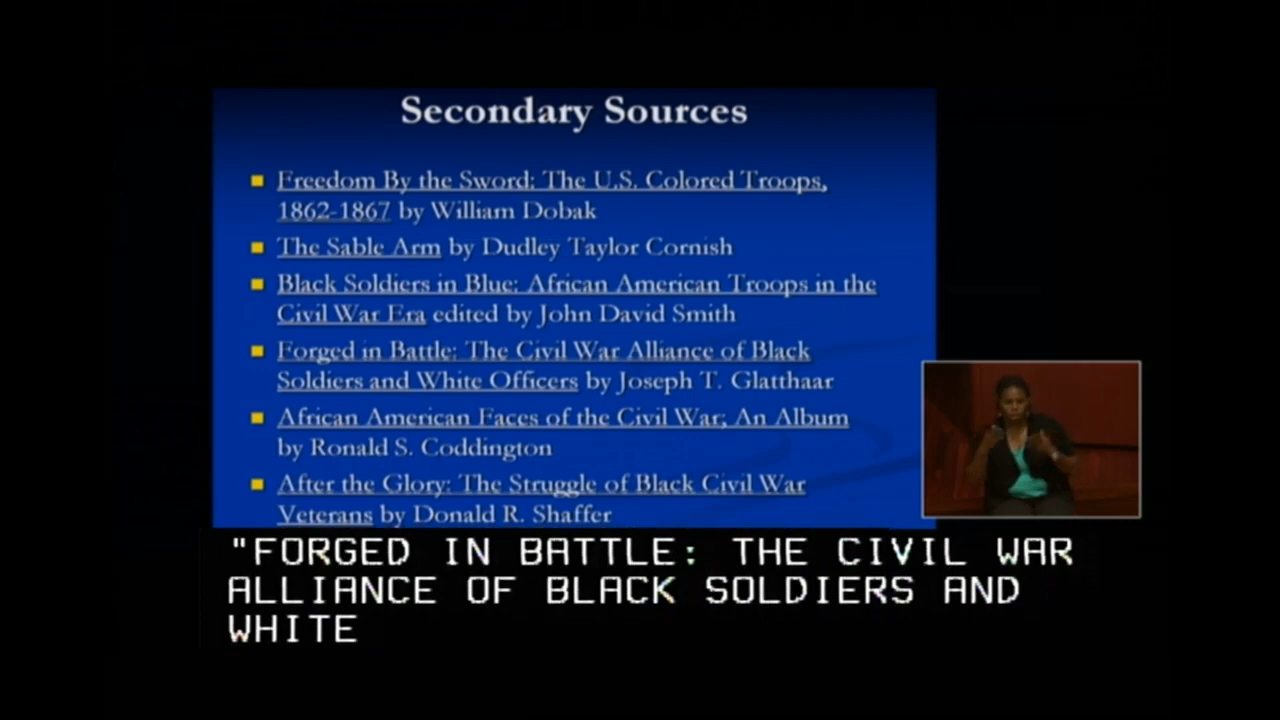 Secondary Sources
Freedom By the Sword: The U.S. Colored Troops,
1862-1867 by William Dobak
The Sable Arm by Dudley Taylor Cornish
Black Soldiers in Blue: African American Troops in the
Civil War Era edited by John David Smith
Forged in Battle: The Civil War Alliance of Black
Soldiers and White Officers by Joseph T. Glatthaar
African American Faces of the Civil War; An Album
by Ronald S. Coddington
After the Glory: The Struggle of Black Civil War
Veterans by Donald R. Shaffer
"FORGED IN BATTLE: THE CIVIL WAR
ALLIANCE OF BLACK SOLDIERS AND
WHITE